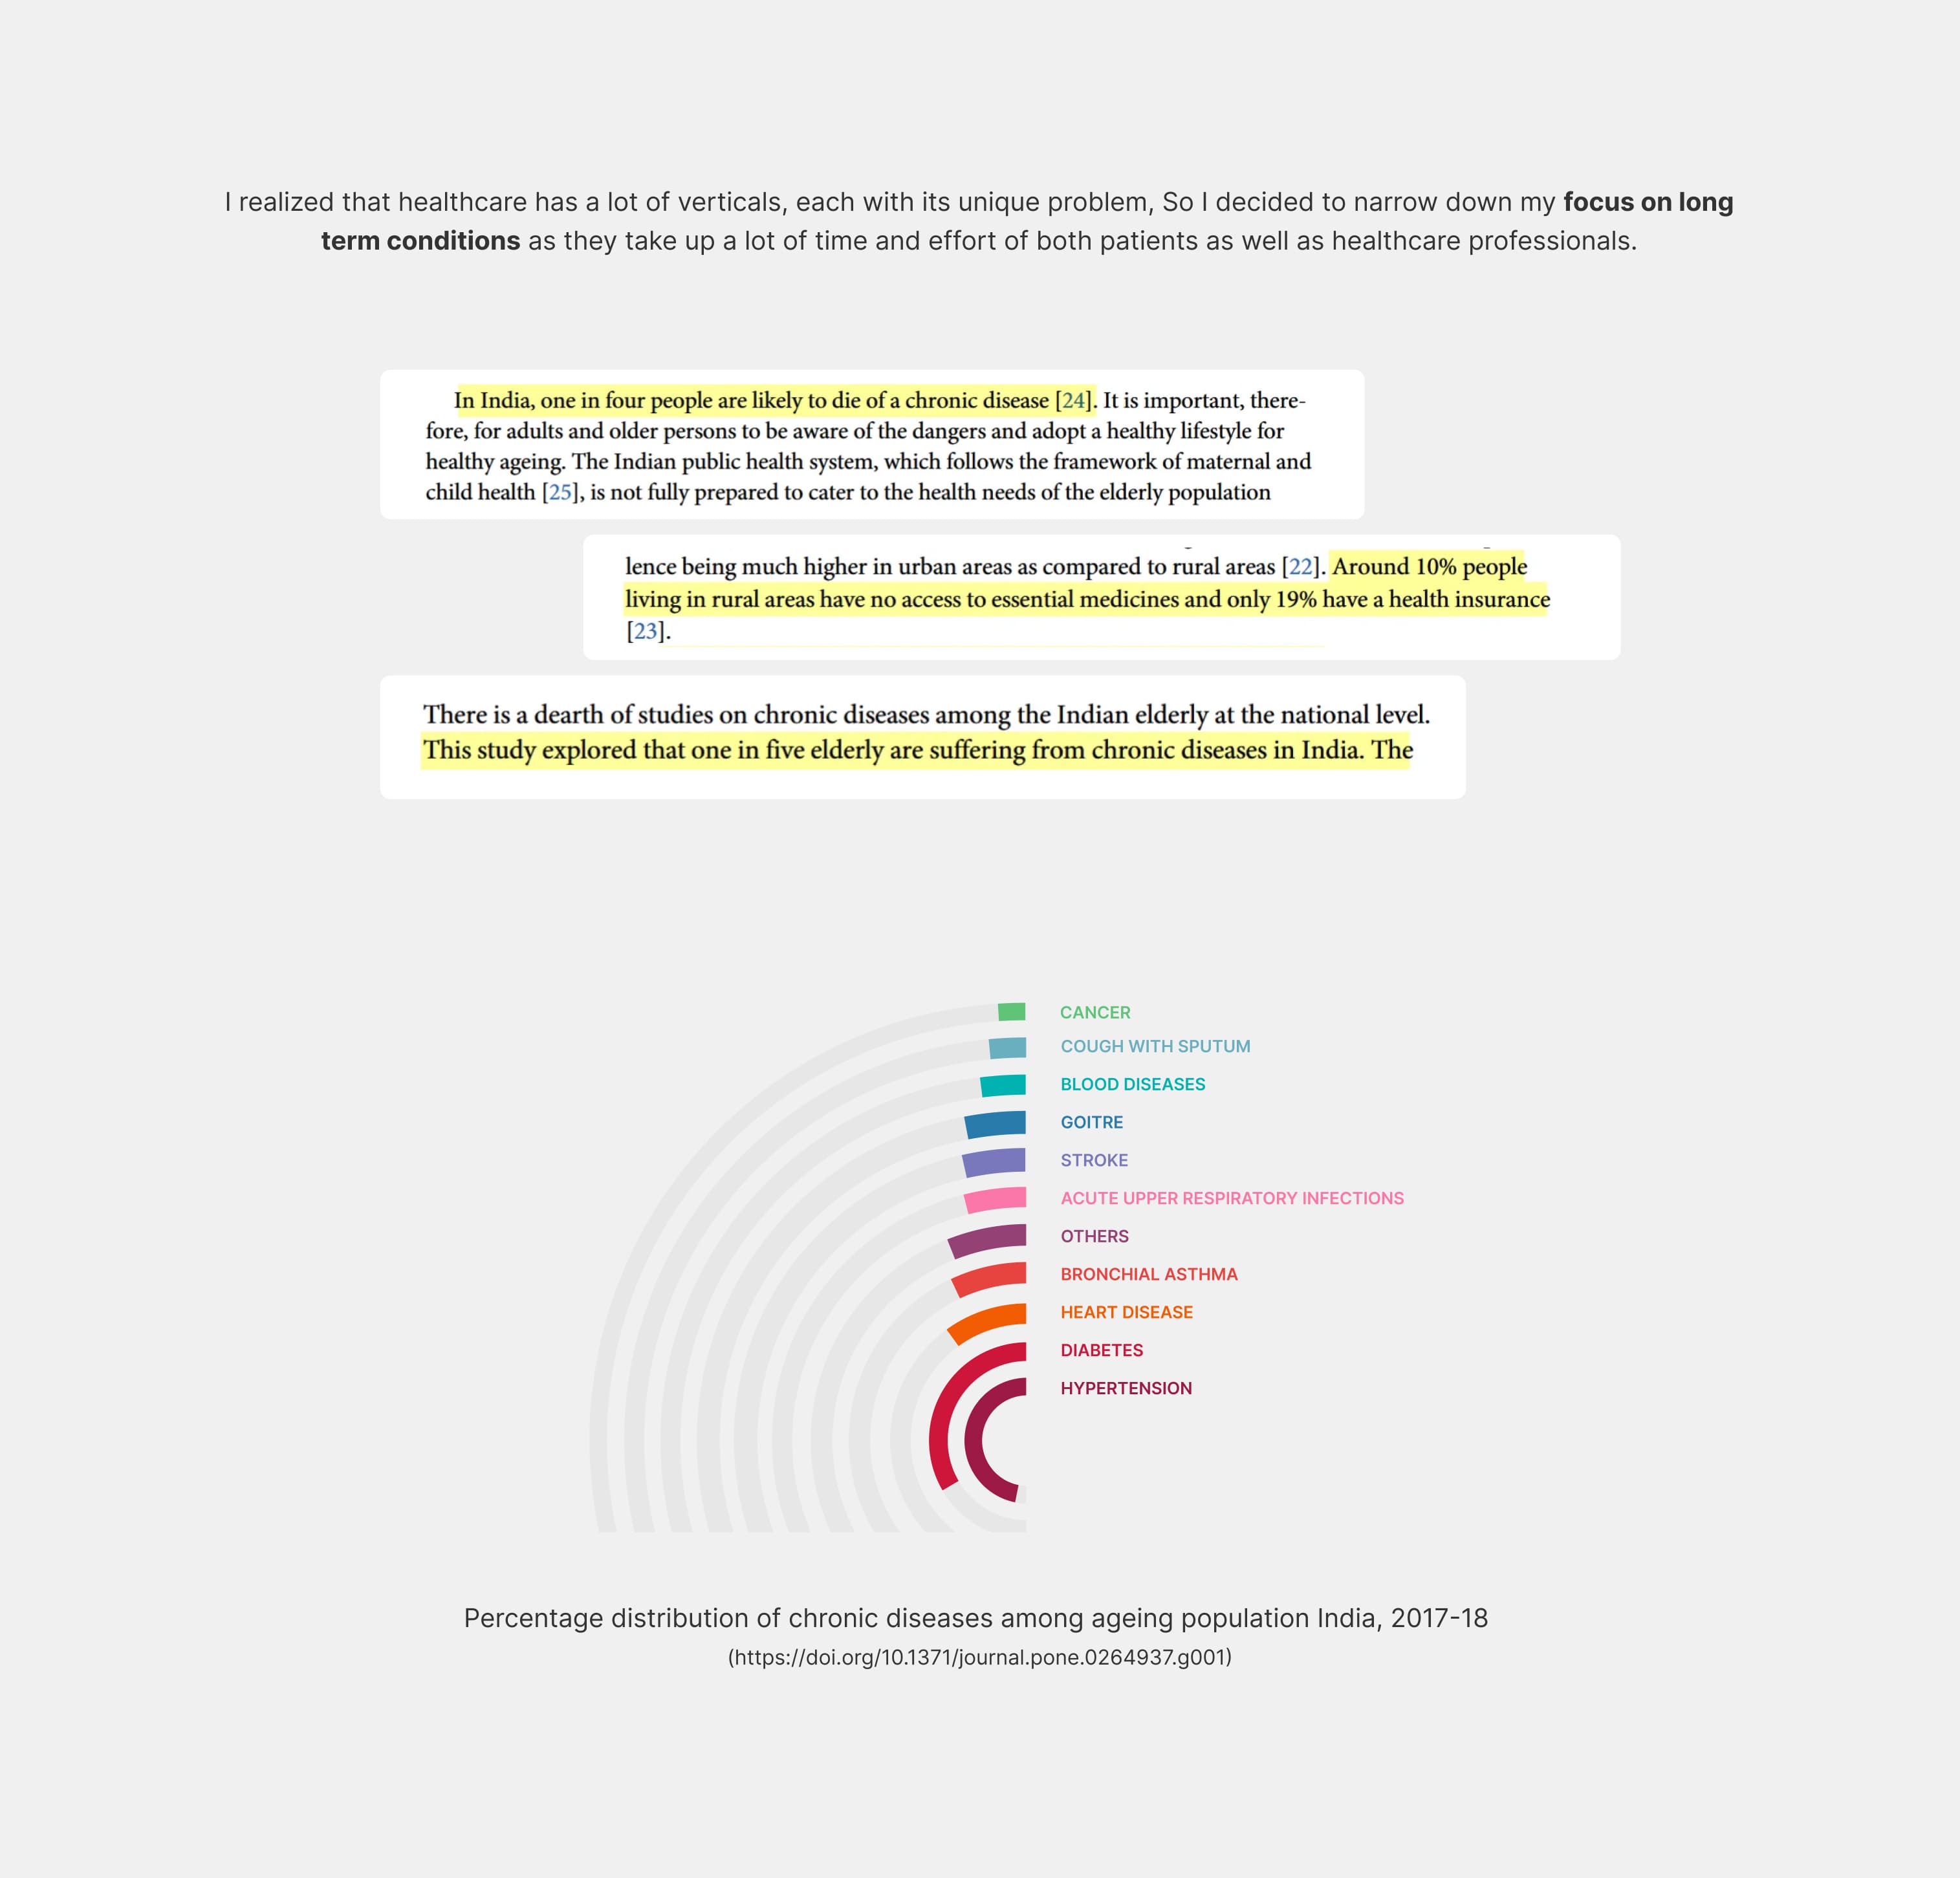 I realized that healthcare has a lot of verticals, each with its unique problem, So I decided to narrow down my focus on long
term conditions as they take up a lot of time and effort of both patients as well as healthcare professionals.
In India, one in four people are likely to die of a chronic disease [24]. It is important, there-
fore, for adults and older persons to be aware of the dangers and adopt a healthy lifestyle for
healthy ageing. The Indian public health system, which follows the framework of maternal and
child health [25], is not fully prepared to cater to the health needs of the elderly population
lence being much higher in urban areas as compared to rural areas [22]. Around 10% people
living in rural areas have no access to essential medicines and only 19% have a health insurance
[23].
There is a dearth of studies on chronic diseases among the Indian elderly at the national level.
This study explored that one in five elderly are suffering from chronic diseases in India. The
CANCER
COUGH WITH SPUTUM
BLOOD DISEASES
GOITRE
STROKE
ACUTE UPPER RESPIRATORY INFECTIONS
OTHERS
BRONCHIAL ASTHMA
HEART DISEASE
DIABETES
HYPERTENSION
Percentage distribution of chronic diseases among ageing population India, 2017-18
(https://doi.org/10.1371/journal.pone.0264937.g001)